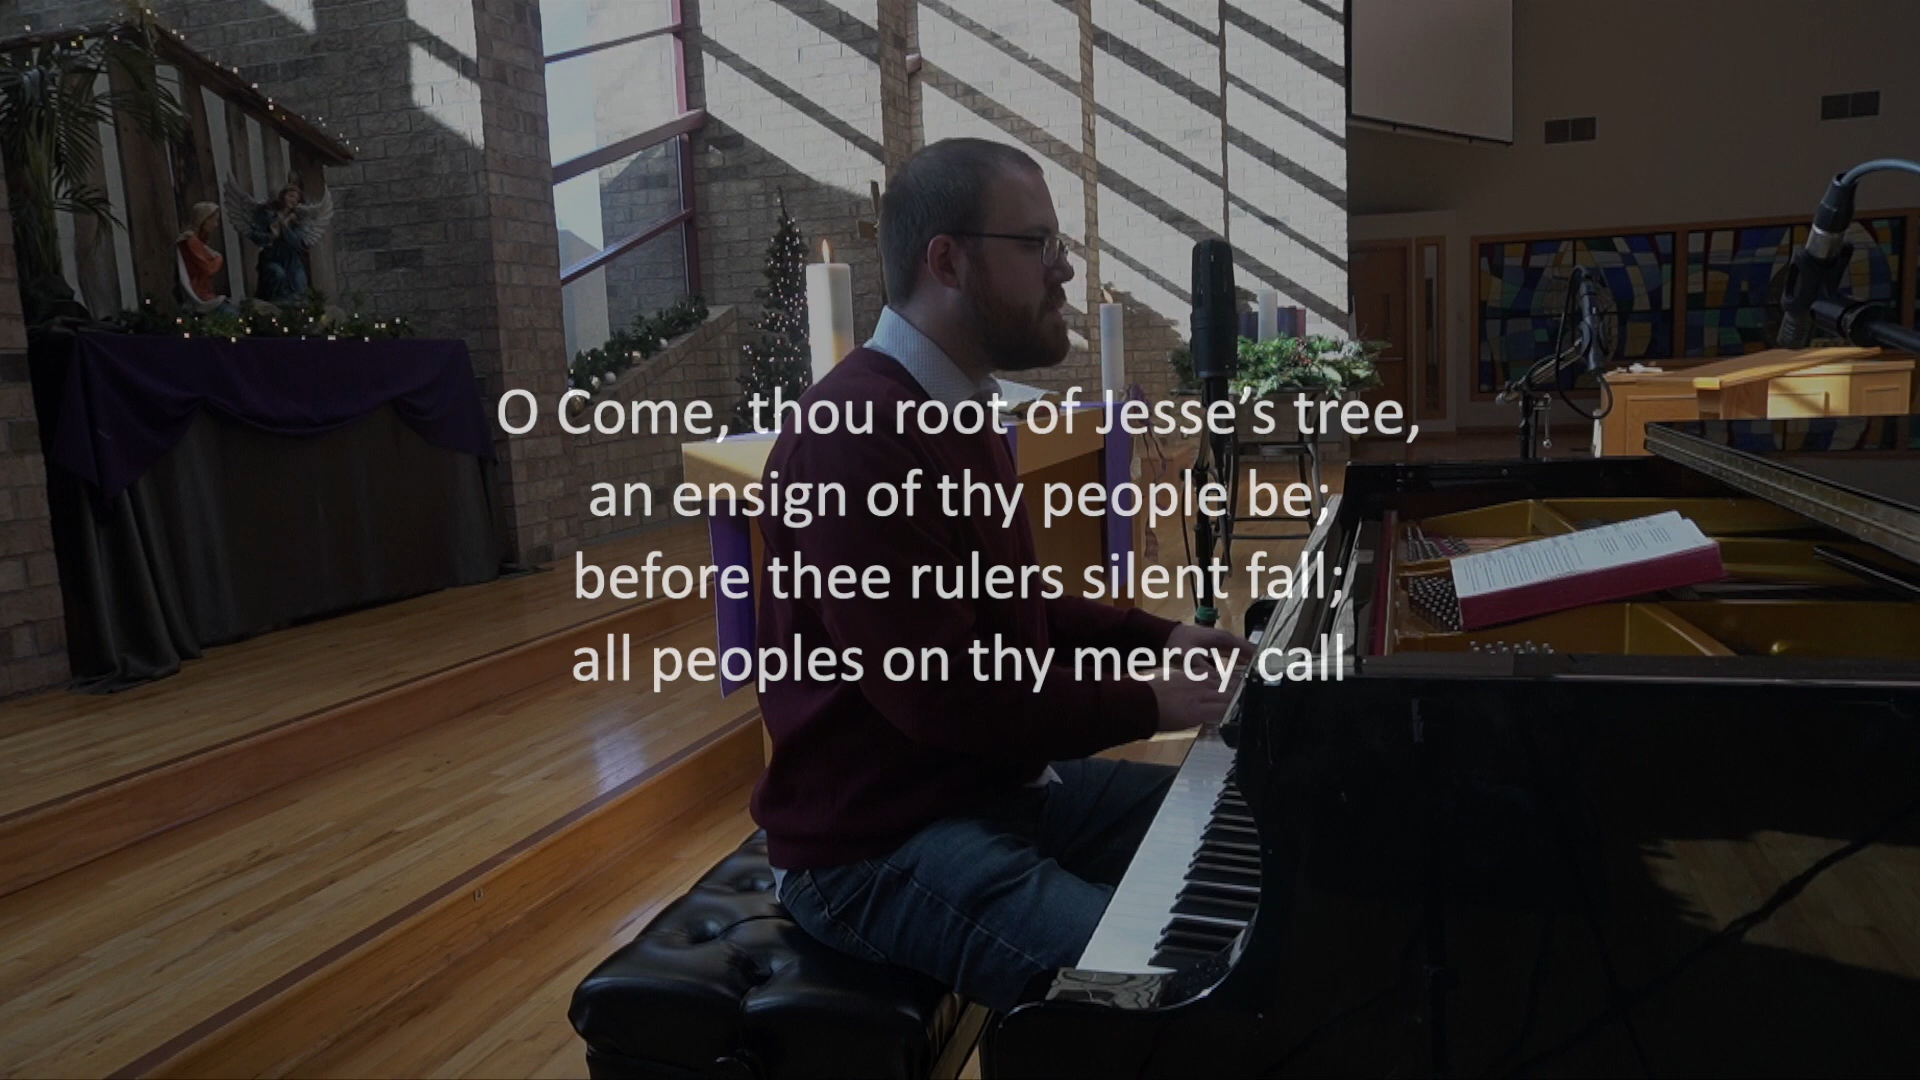 O Come, thou root of Jesse’s tree,
an ensign of thy people be;
before thee rulers silent fall;
all peoples on thy mercy call